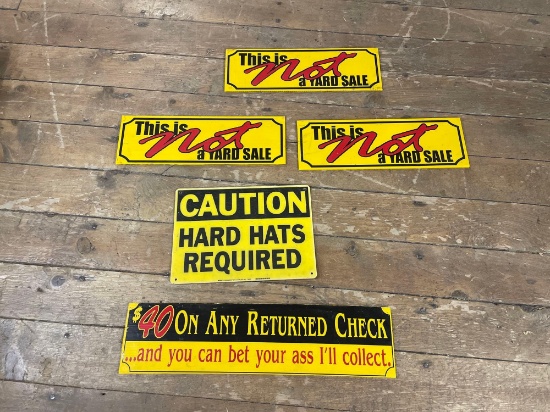 This is
Not
a YARD SALE
This is
Not
a YARD SALE
This is
Not
a YARD SALE
CAUTION
HARD HATS
REQUIRED
$40 ON ANY RETURNED CHECK
...and you can bet your ass I'll collect.